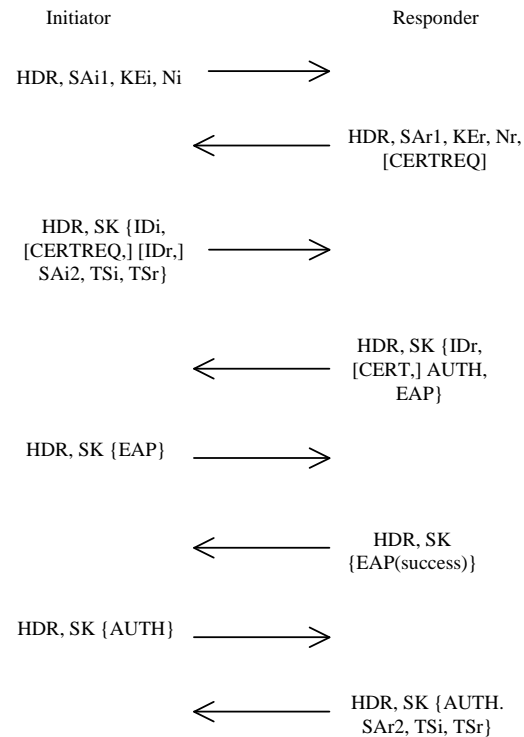 Initiator Responder
HDR, SAi1, KEi, Ni
HDR, SAr1, KEr, Nr,
[CERTREQ]
HDR, SK {IDi,
[CERTREQ,] [IDr,]
SAi2, TSi, TSr}
HDR, SK {IDr,
[CERT,] AUTH,
EAP}
HDR, SK {EAP}
HDR, SK
{EAP(success)}
HDR, SK {AUTH}
HDR, SK {AUTH.
SAr2, TSi, TSr}